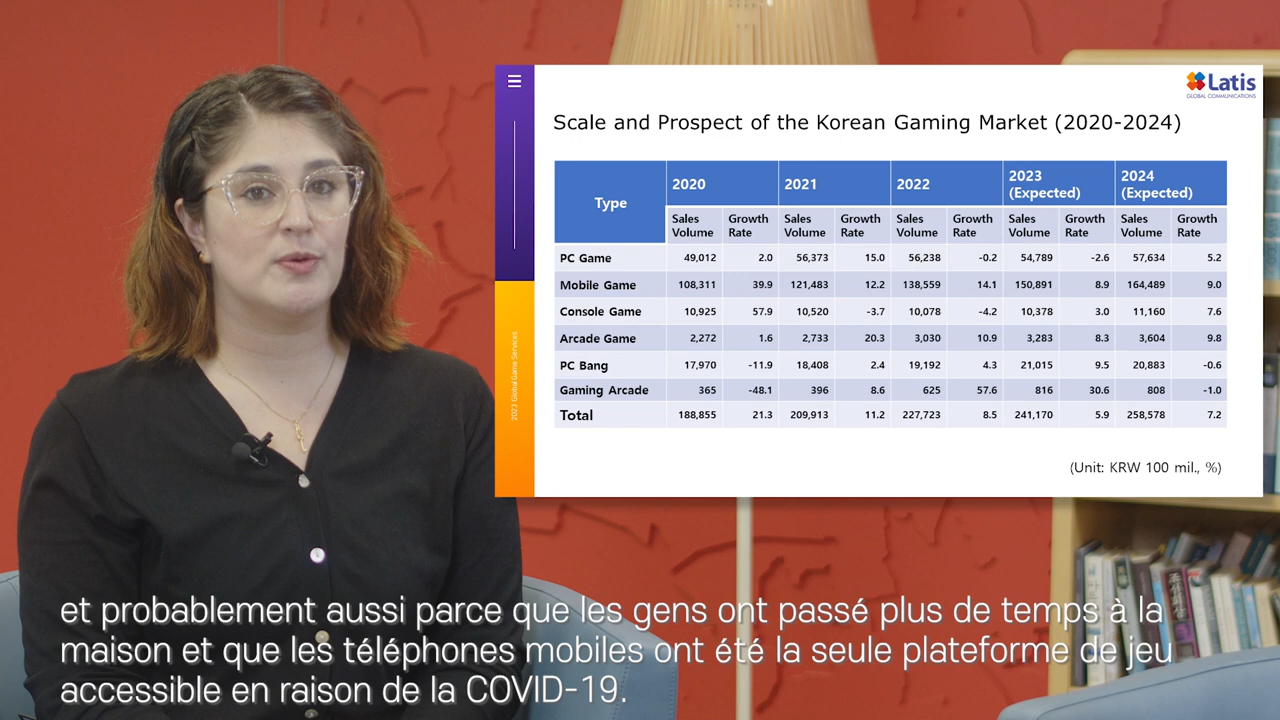 Latis
GLOBAL COMMUNICATIONS
Scale and Prospect of the Korean Gaming Market (2020-2024)
Type 2020 2021 2022 2023 (Expected) 2024 (Expected)
Sales Volume Growth Rate Sales Volume Growth Rate Sales Volume Growth Rate Sales Volume Growth Rate Sales Volume Growth Rate
PC Game 49,012 2.0 56,373 15.0 56,238 -0.2 54,789 -2.6 57,634 5.2
Mobile Game 108,311 39.9 121,483 12.2 138,559 14.1 150,891 8.9 164,489 9.0
Console Game 10,925 57.9 10,520 -3.7 10,078 -4.2 10,378 3.0 11,160 7.6
Arcade Game 2,272 1.6 2,733 20.3 3,030 10.9 3,283 8.3 3,604 9.8
PC Bang 17,970 -11.9 18,408 2.4 19,192 4.3 21,015 9.5 20,883 -0.6
Gaming Arcade 365 -48.1 396 8.6 625 57.6 816 30.6 808 -1.0
Total 188,855 21.3 209,913 11.2 227,723 8.5 241,170 5.9 258,578 7.2
(Unit: KRW 100 mil., %)
2023 Global Game Services
et probablement aussi parce que les gens ont passé plus de temps à la
maison et que les téléphones mobiles ont été la seule plateforme de jeu
accessible en raison de la COVID-19.